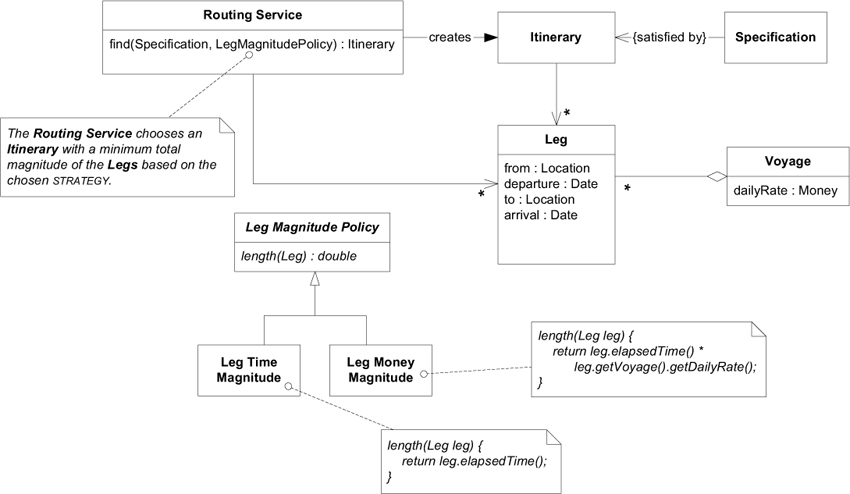 Routing Service
find(Specification, LegMagnitudePolicy) : Itinerary
creates
Itinerary
{satisfied by}
Specification
The Routing Service chooses an
Itinerary with a minimum total
magnitude of the Legs based on the
chosen STRATEGY.
*
*
Leg
from : Location
departure : Date
to : Location
arrival : Date
*
Voyage
dailyRate : Money
Leg Magnitude Policy
length(Leg) : double
Leg Time
Magnitude
Leg Money
Magnitude
length(Leg leg) {
return leg.elapsedTime() *
leg.getVoyage().getDailyRate();
}
length(Leg leg) {
return leg.elapsedTime();
}